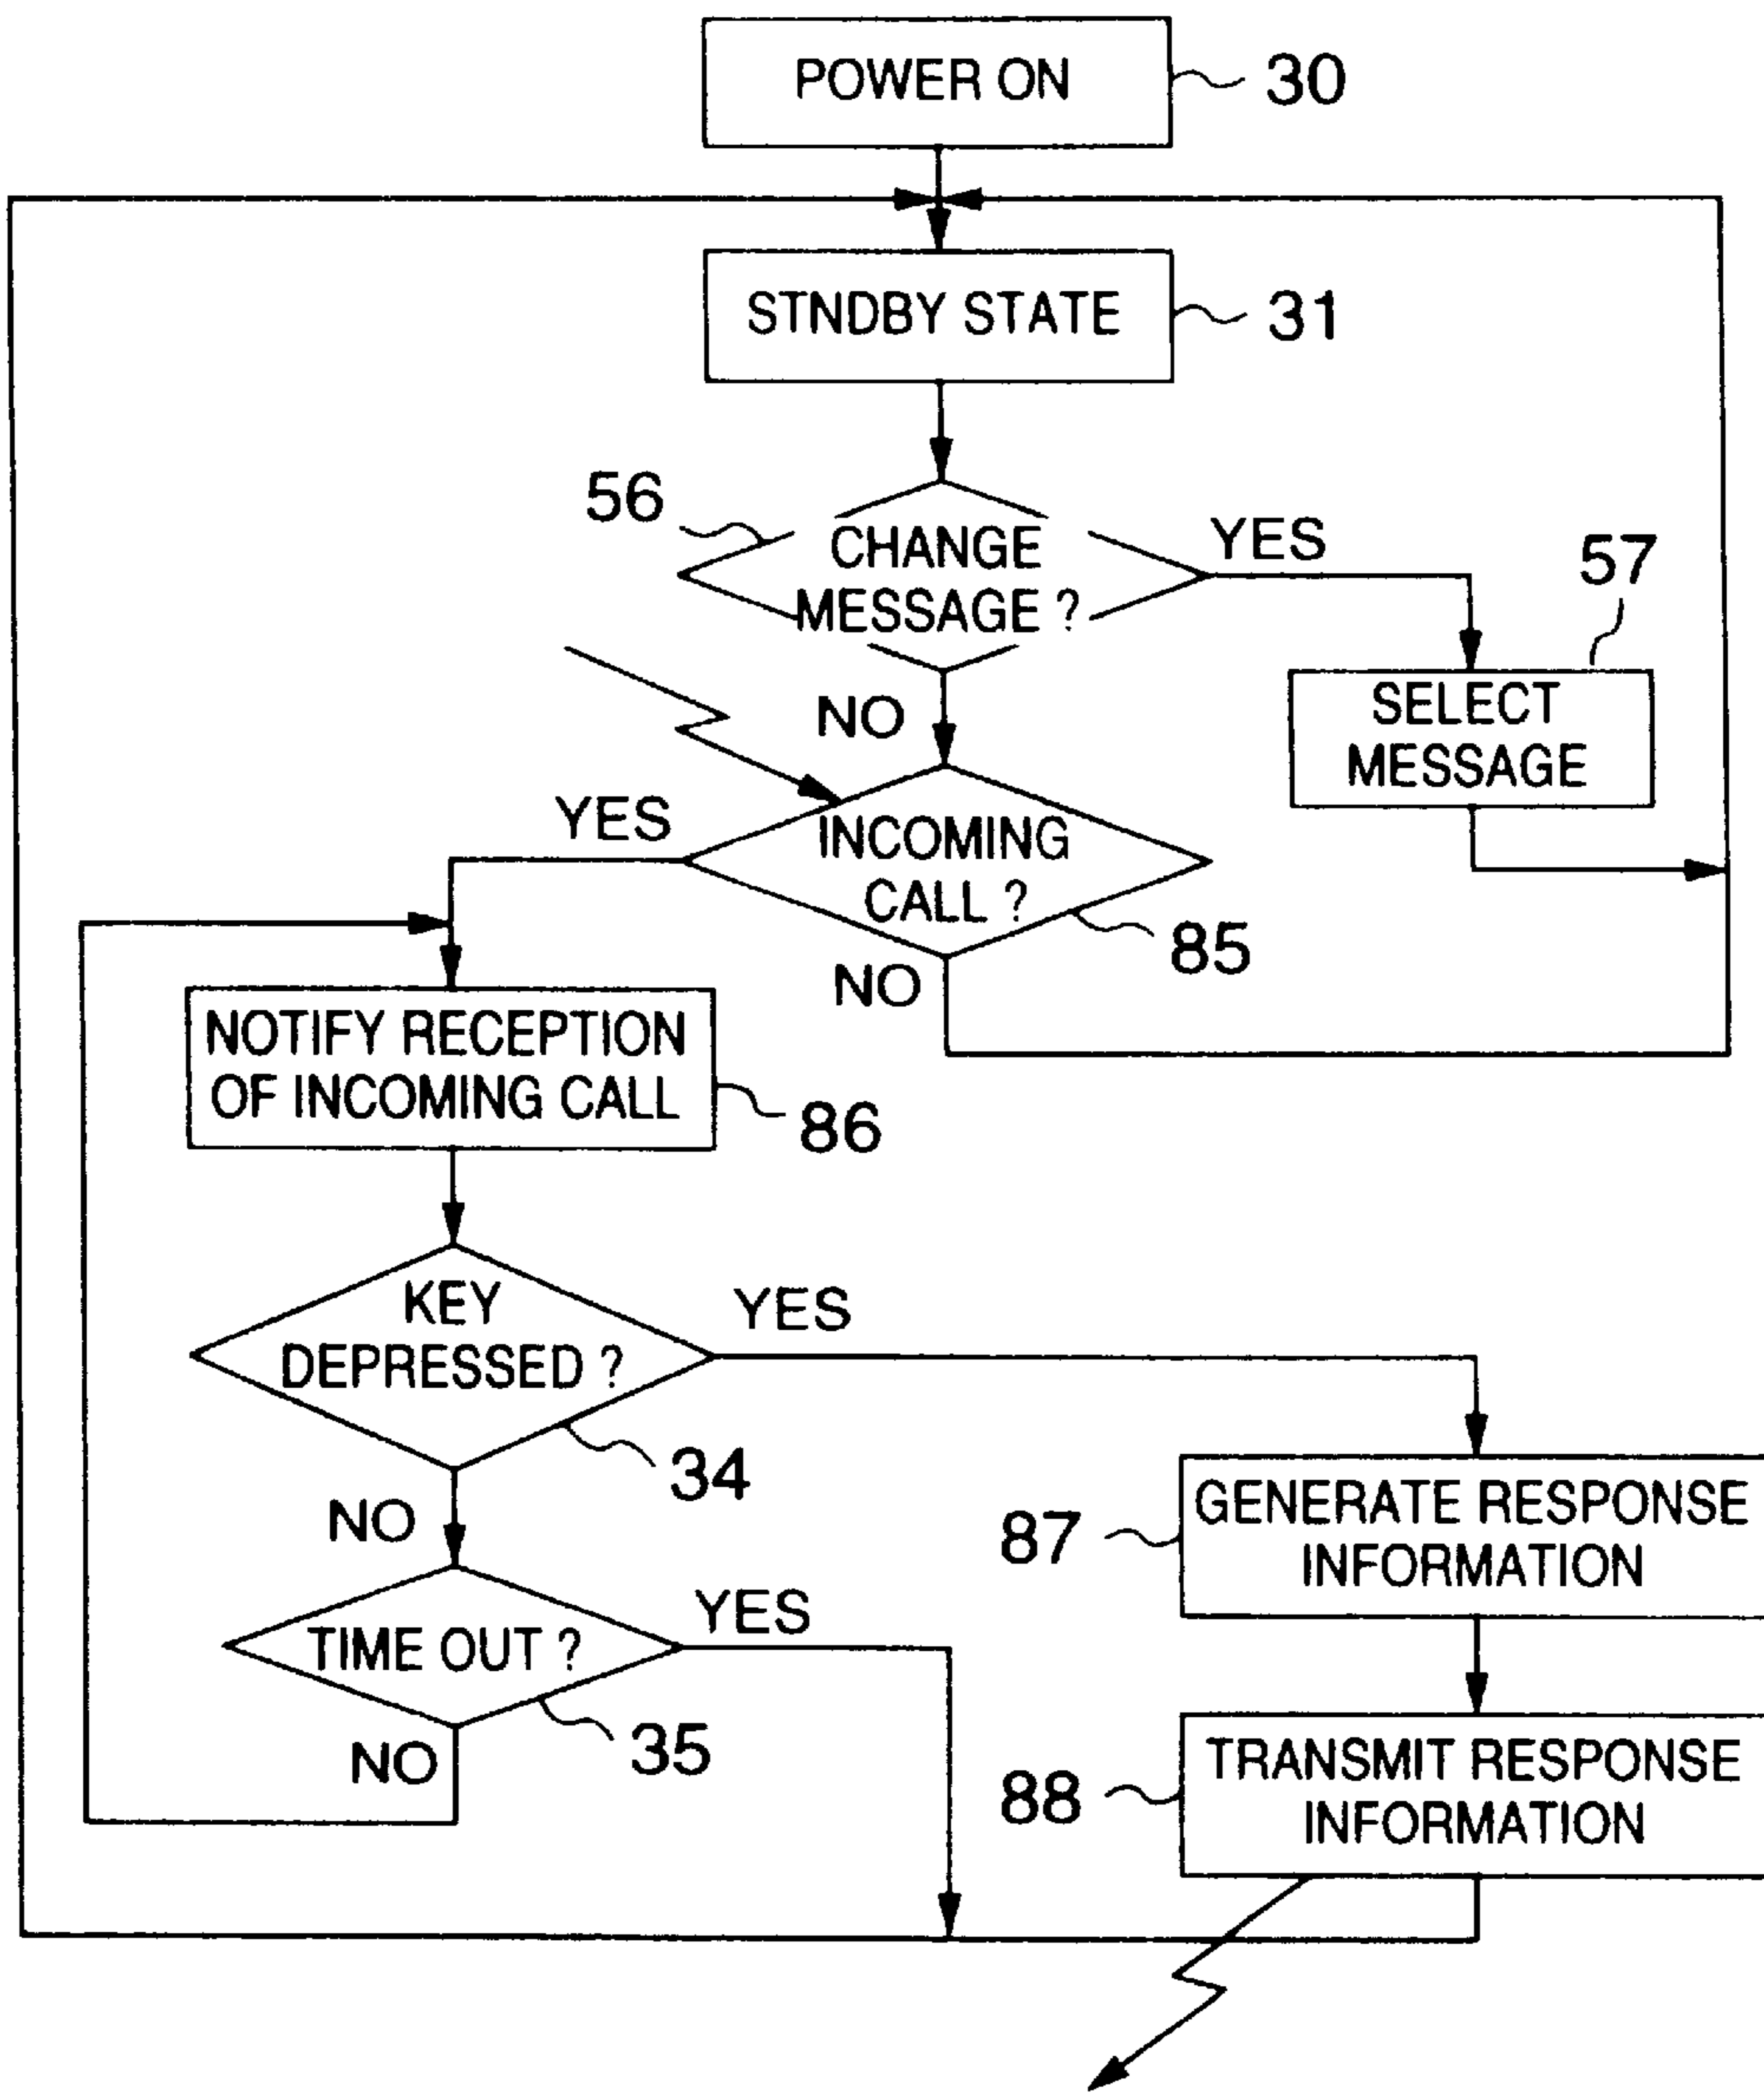 POWER ON
30
STNDBY STATE
31
56
CHANGE
MESSAGE ?
YES
57
NO
SELECT
MESSAGE
YES
INCOMING
CALL ?
85
NO
NOTIFY RECEPTION
OF INCOMING CALL
86
KEY
DEPRESSED ?
YES
34
NO
GENERATE RESPONSE
INFORMATION
87
TIME OUT ?
YES
35
NO
TRANSMIT RESPONSE
INFORMATION
88